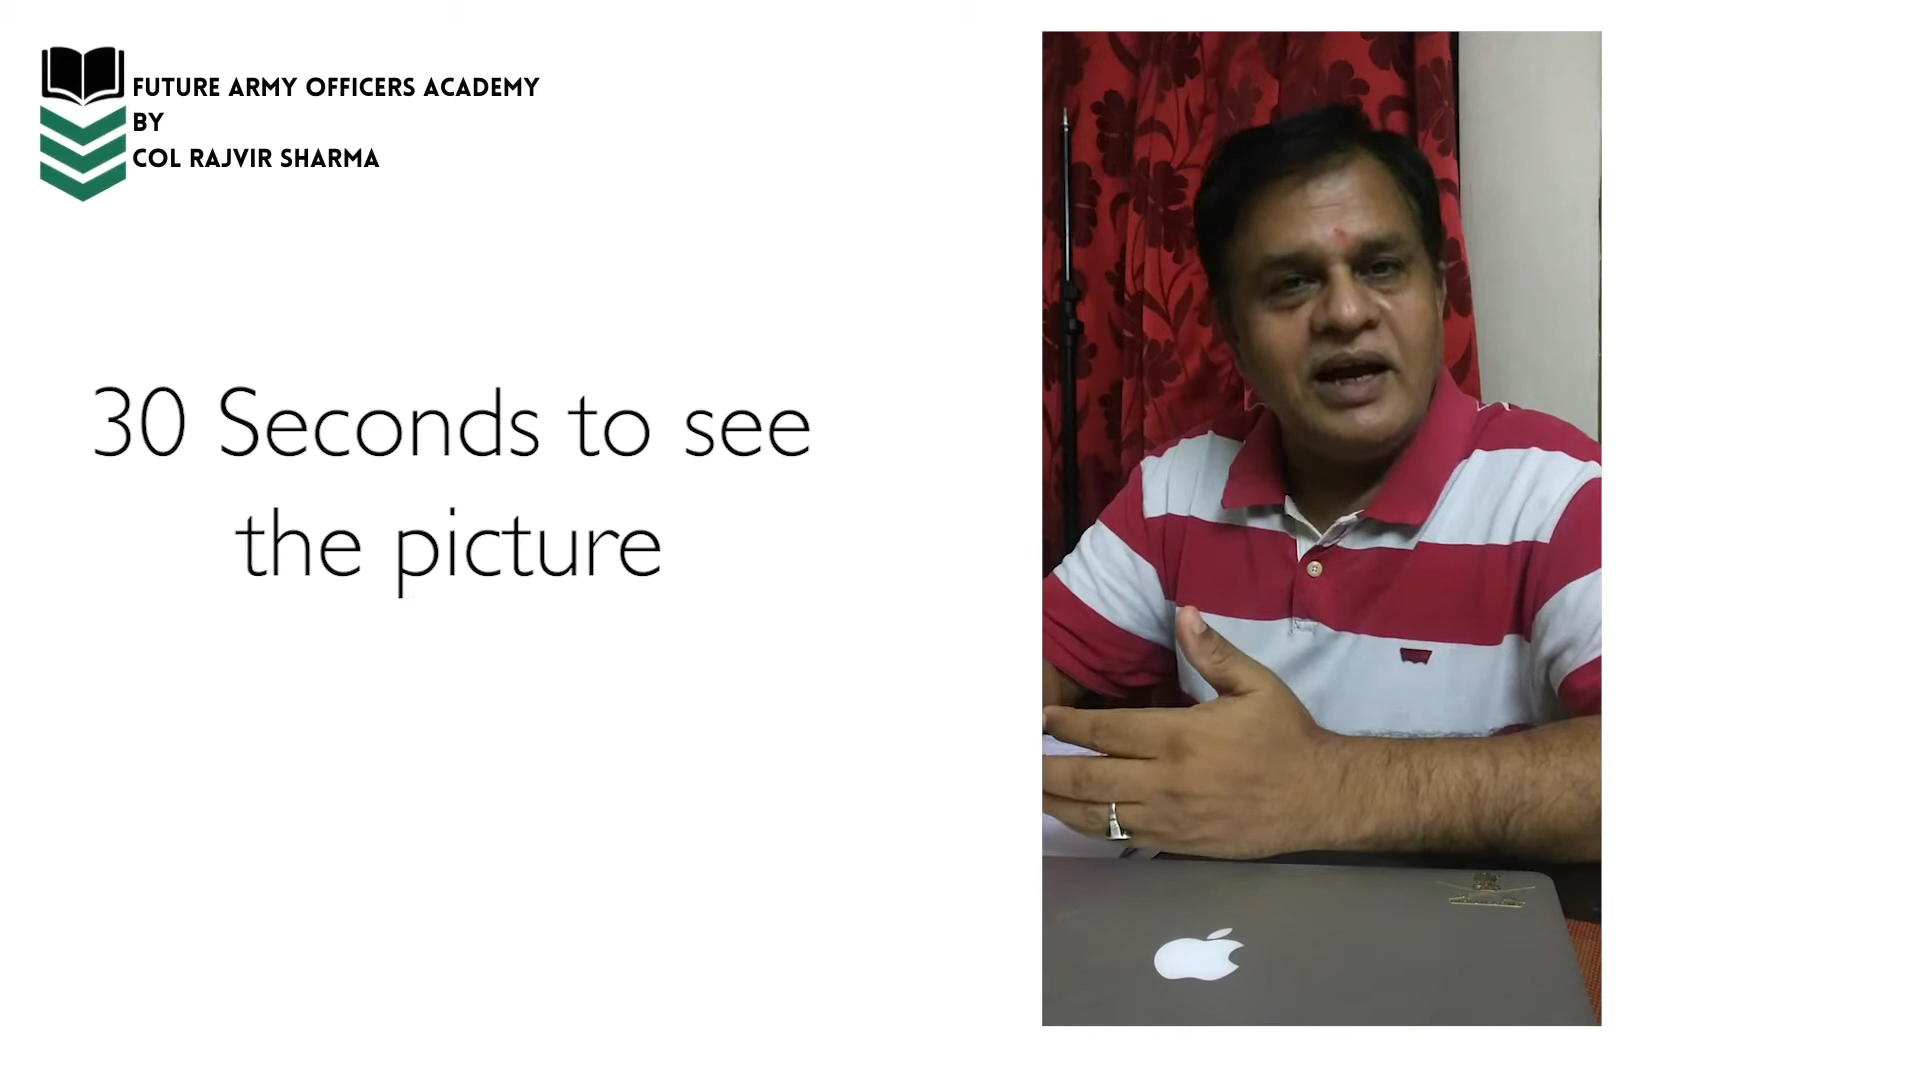 FUTURE ARMY OFFICERS ACADEMY
BY
COL RAJVIR SHARMA
30 Seconds to see
the picture